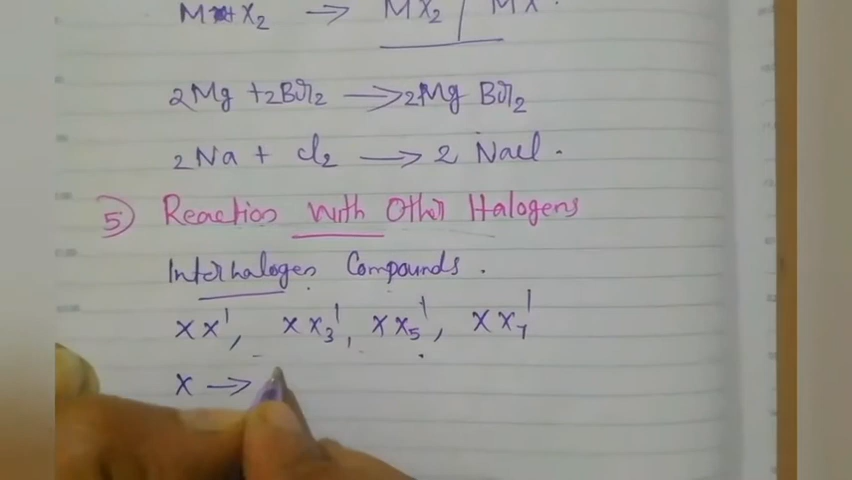 M + X₂ → MX₂ / MX.
2Mg + 2Br₂ → 2Mg Br₂
2Na + Cl₂ → 2 NaCl.
5) Reaction With Other Halogens
Interhalogen Compounds.
XX', XX₃', XX₅', XX₇'
X →